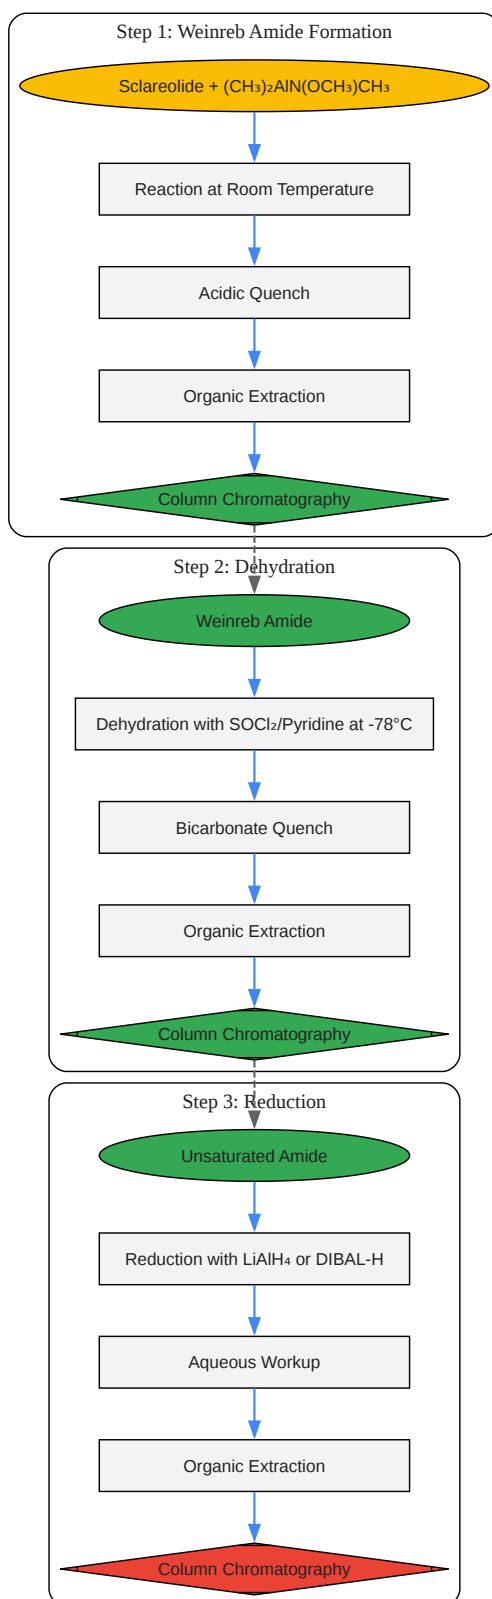 Step 1: Weinreb Amide Formation
Sclareolide + (CH₃)₂AlN(OCH₃)CH₃
Reaction at Room Temperature
Acidic Quench
Organic Extraction
Column Chromatography
Step 2: Dehydration
Weinreb Amide
Dehydration with SOCl₂/Pyridine at -78°C
Bicarbonate Quench
Organic Extraction
Column Chromatography
Step 3: Reduction
Unsaturated Amide
Reduction with LiAlH₄ or DIBAL-H
Aqueous Workup
Organic Extraction
Column Chromatography